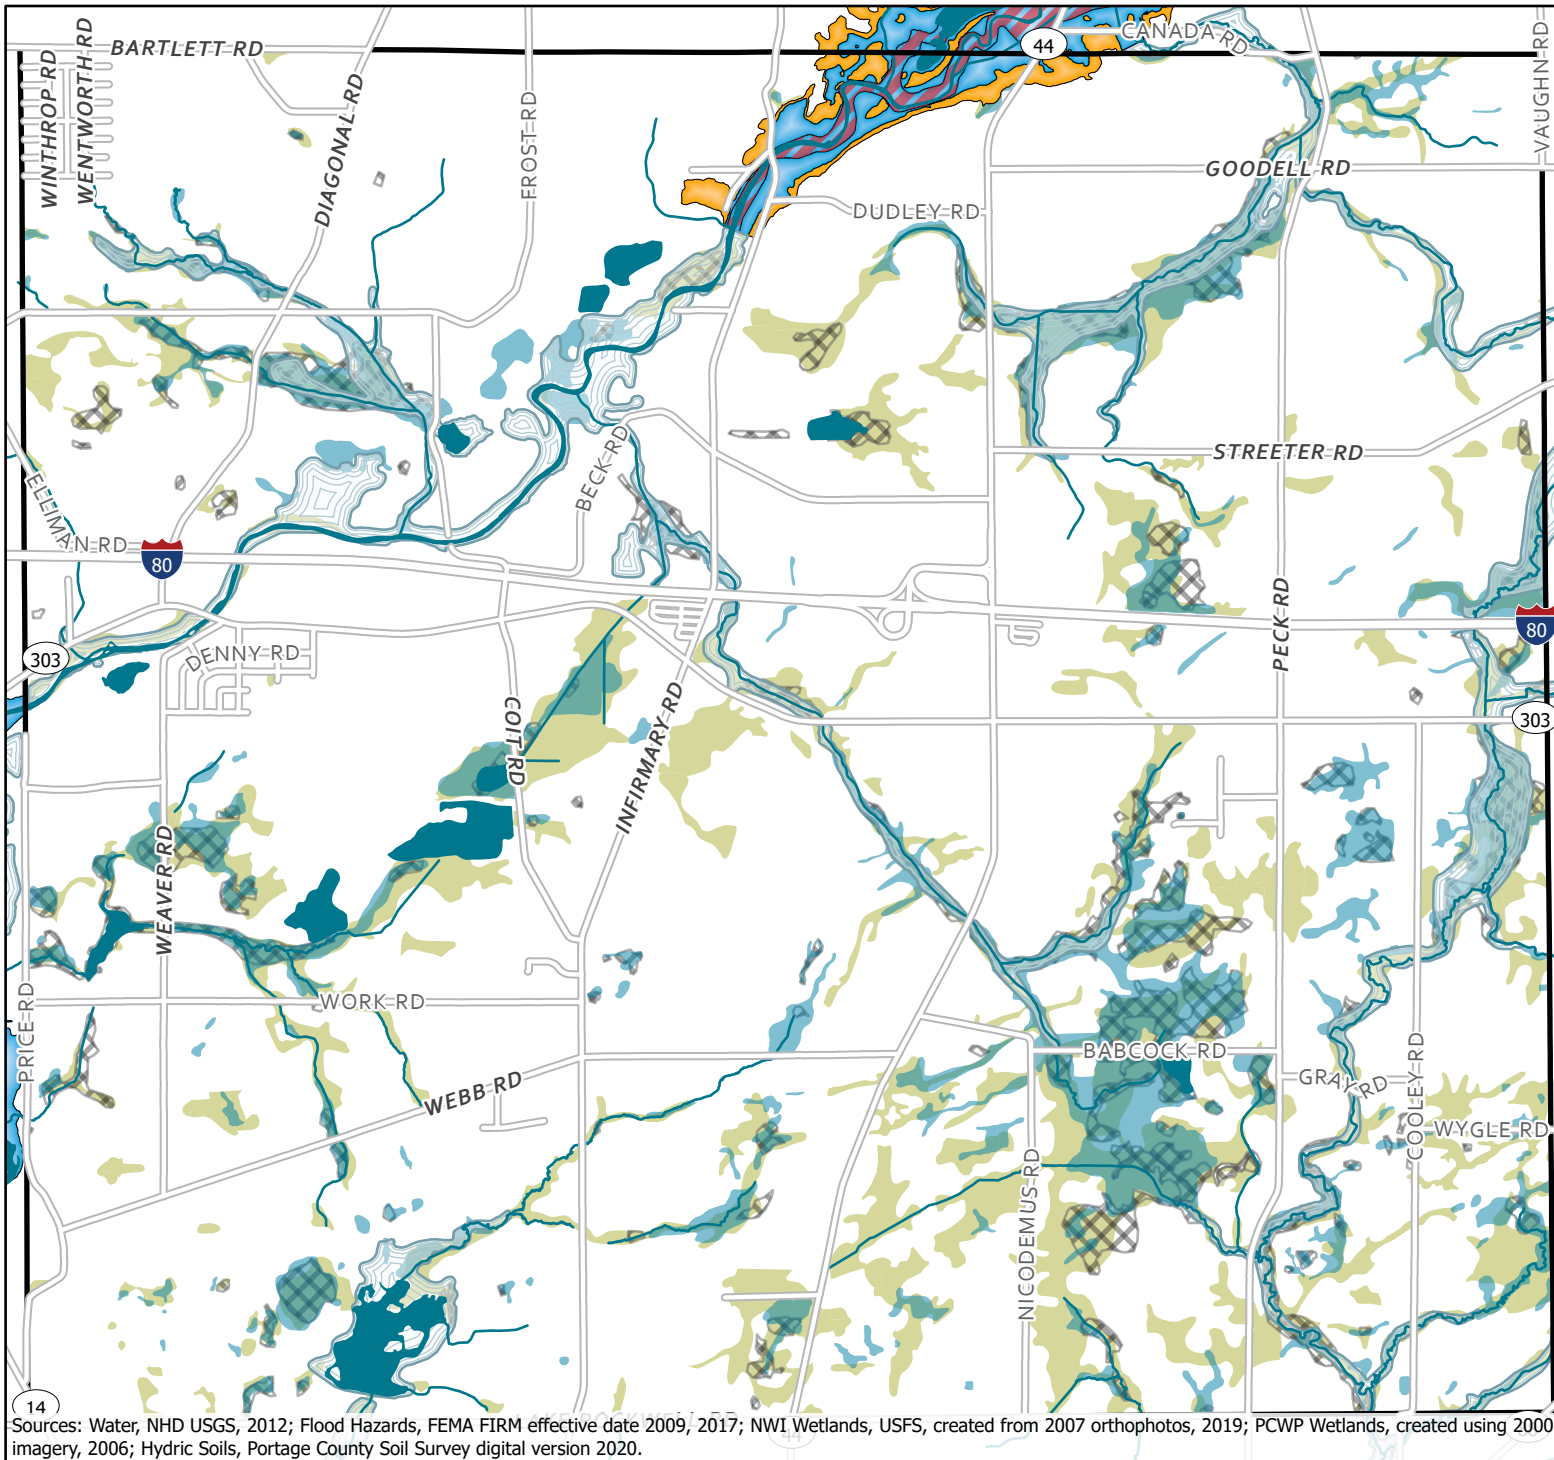 BARTLETT RD
WINTHROP RD
WENTWORTH RD
DIAGONAL RD
FROST RD
44
CANADA RD
VAUGHN RD
GOODELL RD
DUDLEY RD
STREETER RD
BECK RD
ELLIMAN RD
80
PECK RD
80
303
DENNY RD
COIT RD
INFIRMARY RD
303
WEAVER RD
PRICE RD
WORK RD
BABCOCK RD
GRAY RD
COOLEY RD
WEBB RD
WYGLE RD
NICODEMUS RD
14
ROCKWELL RD
Sources: Water, NHD USGS, 2012; Flood Hazards, FEMA FIRM effective date 2009, 2017; NWI Wetlands, USFS, created from 2007 orthophotos, 2019; PCWP Wetlands, created using 2000
imagery, 2006; Hydric Soils, Portage County Soil Survey digital version 2020.
44